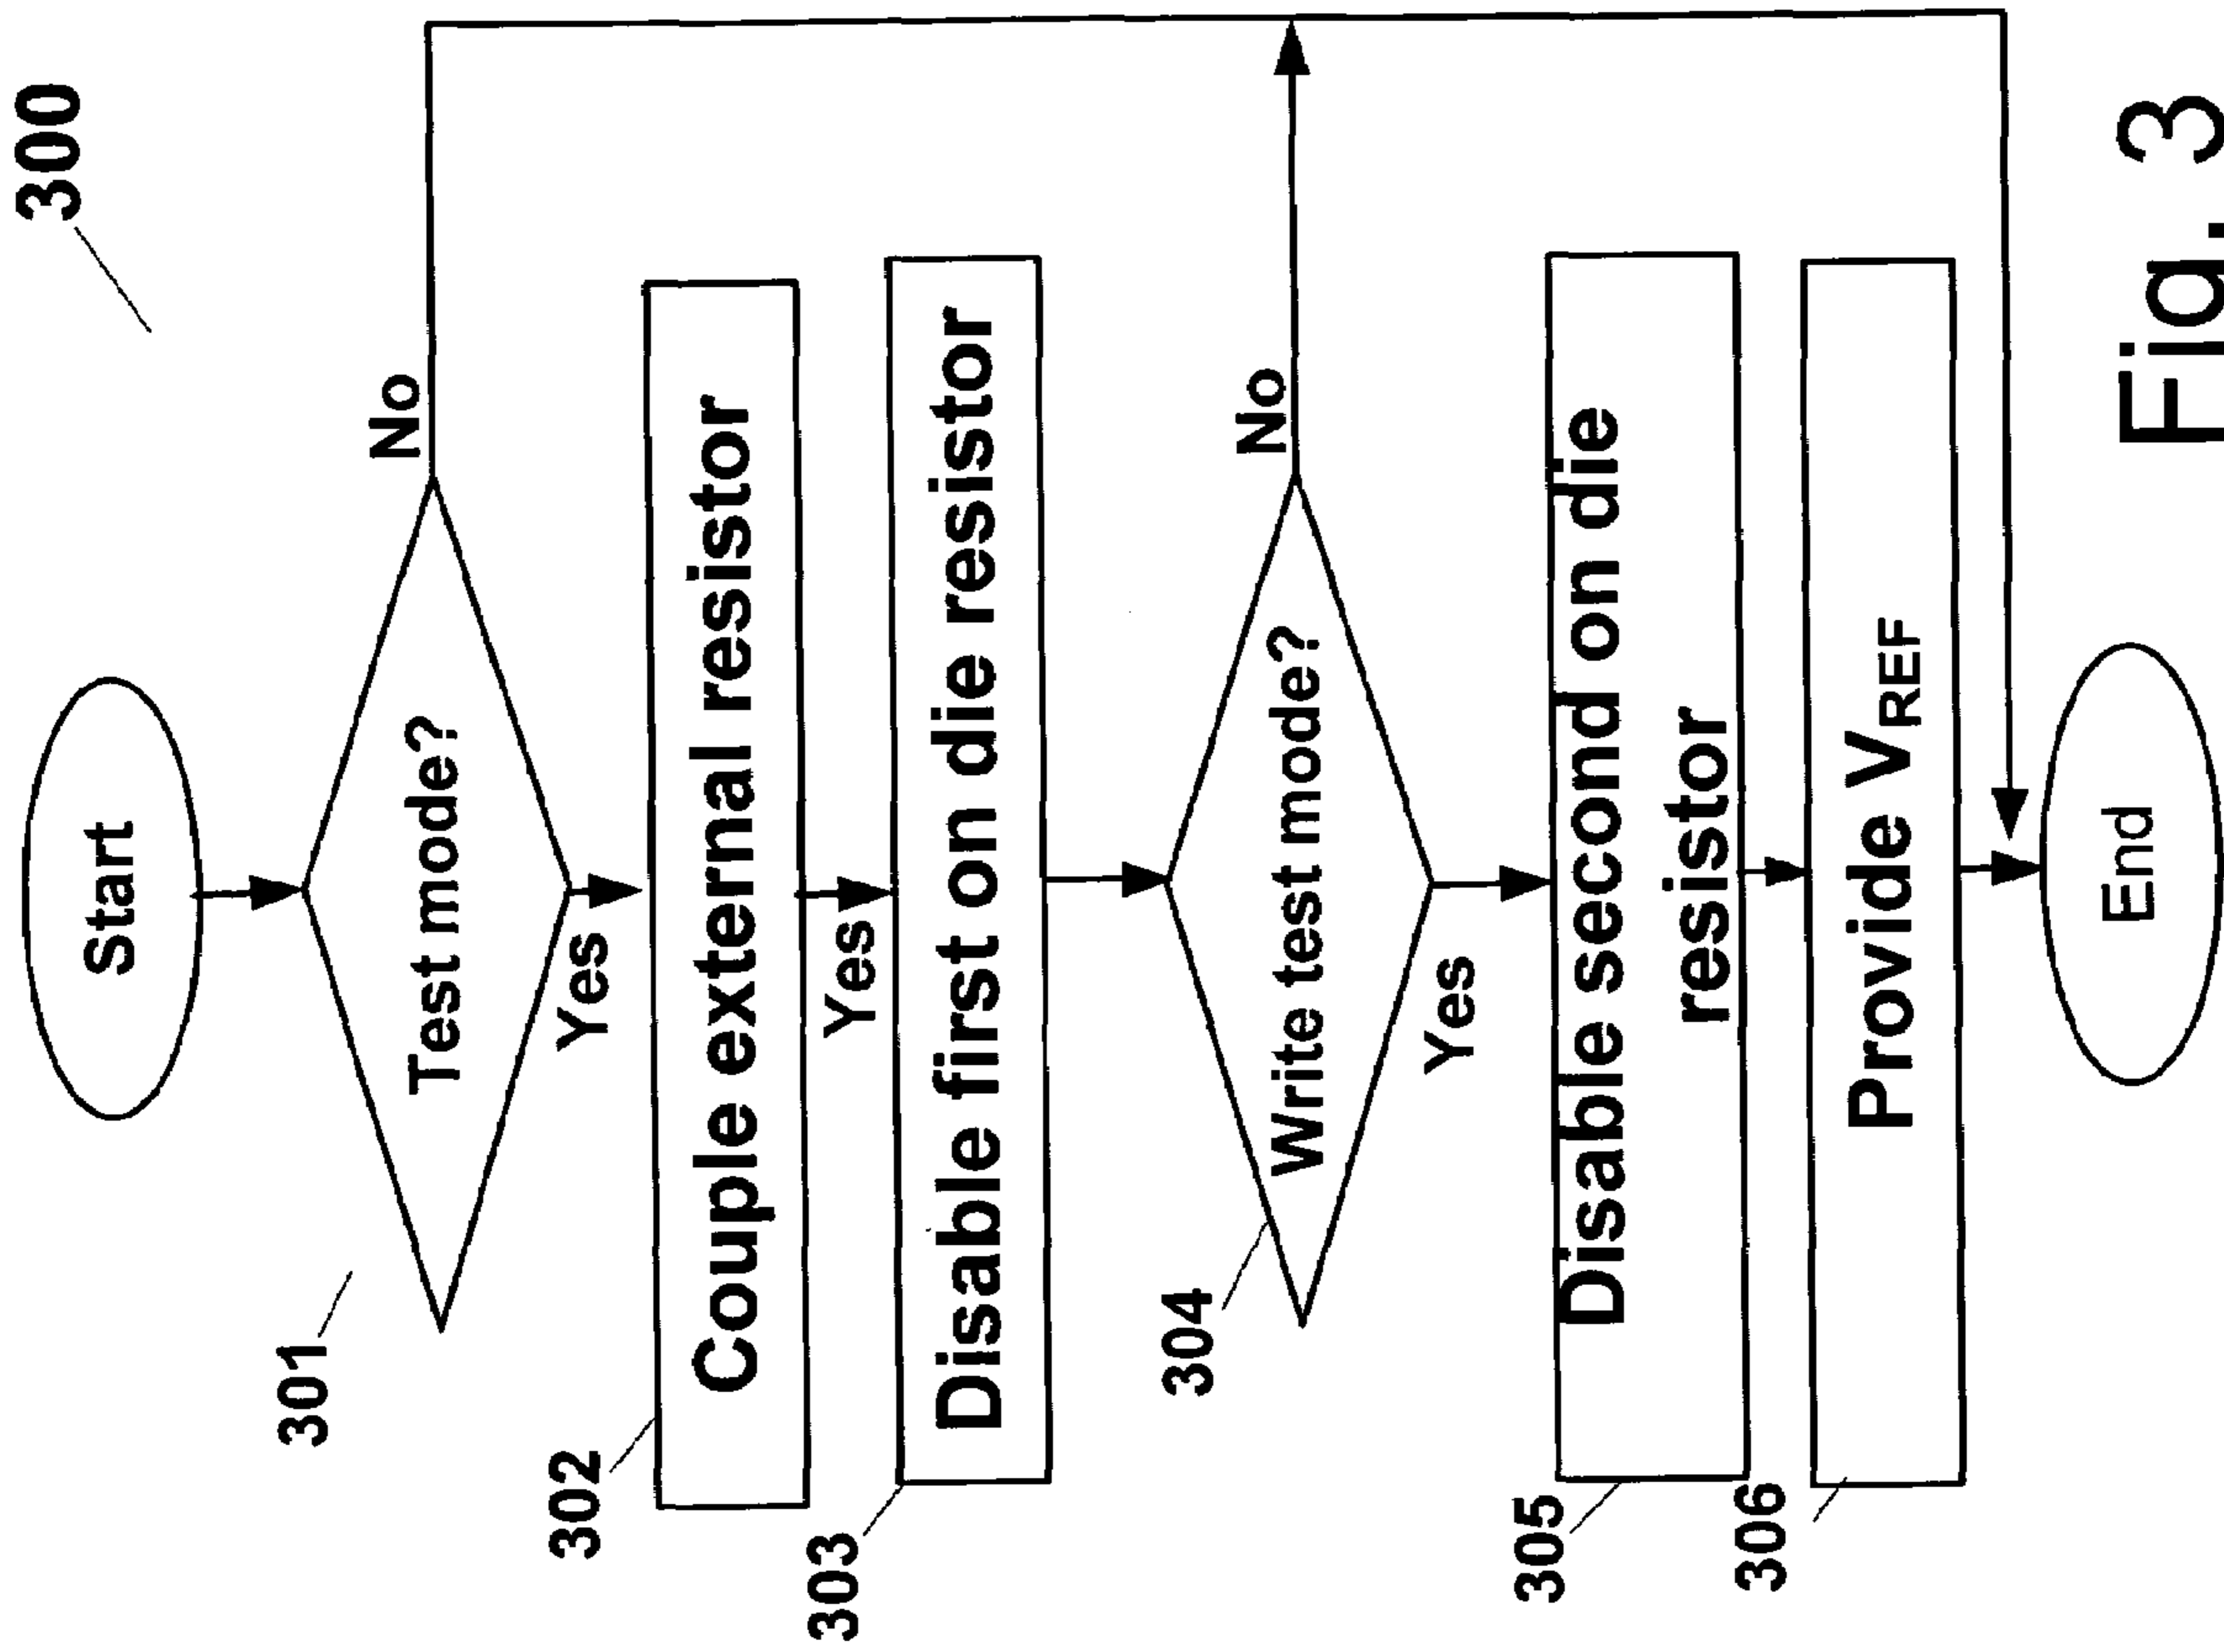 300
Start
301
Test mode?
No
Yes
302
Couple external resistor
Yes
303
Disable first on die resistor
304
Write test mode?
No
Yes
305
Disable second on die
resistor
306
Provide VREF
End
Fig. 3